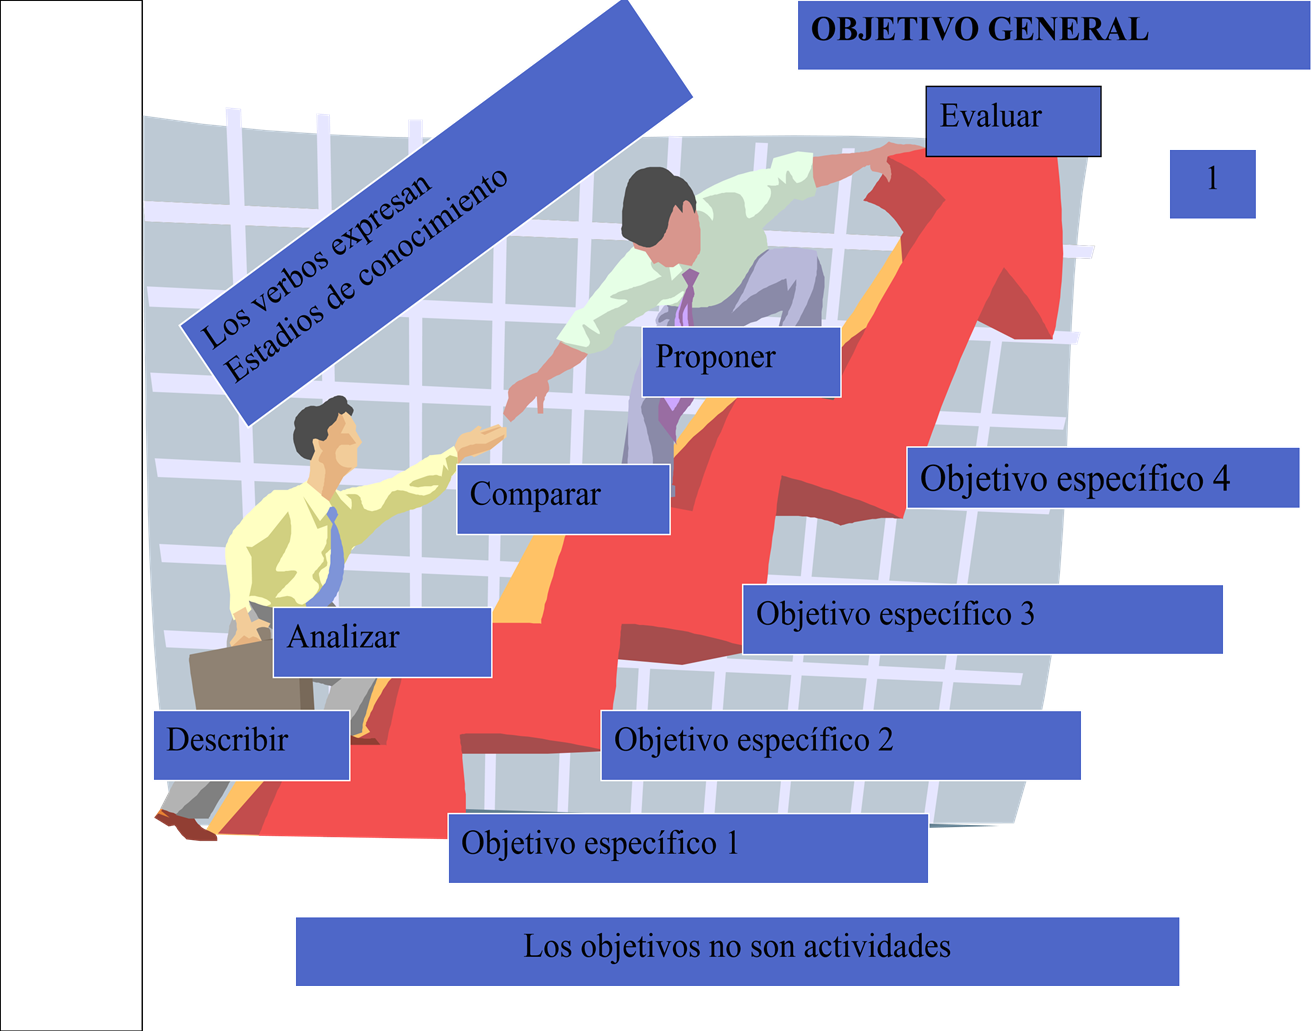 OBJETIVO GENERAL
Evaluar
1
Los verbos expresan
Estadios de conocimiento
Proponer
Objetivo específico 4
Comparar
Objetivo específico 3
Analizar
Objetivo específico 2
Describir
Objetivo específico 1
Los objetivos no son actividades